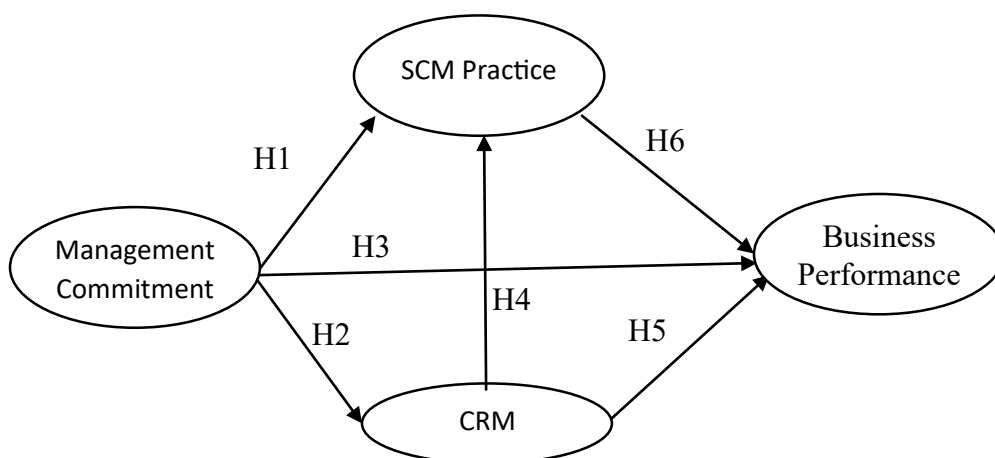 SCM Practice
H1
H6
Management
Commitment
H3
Business
Performance
H4
H2
H5
CRM